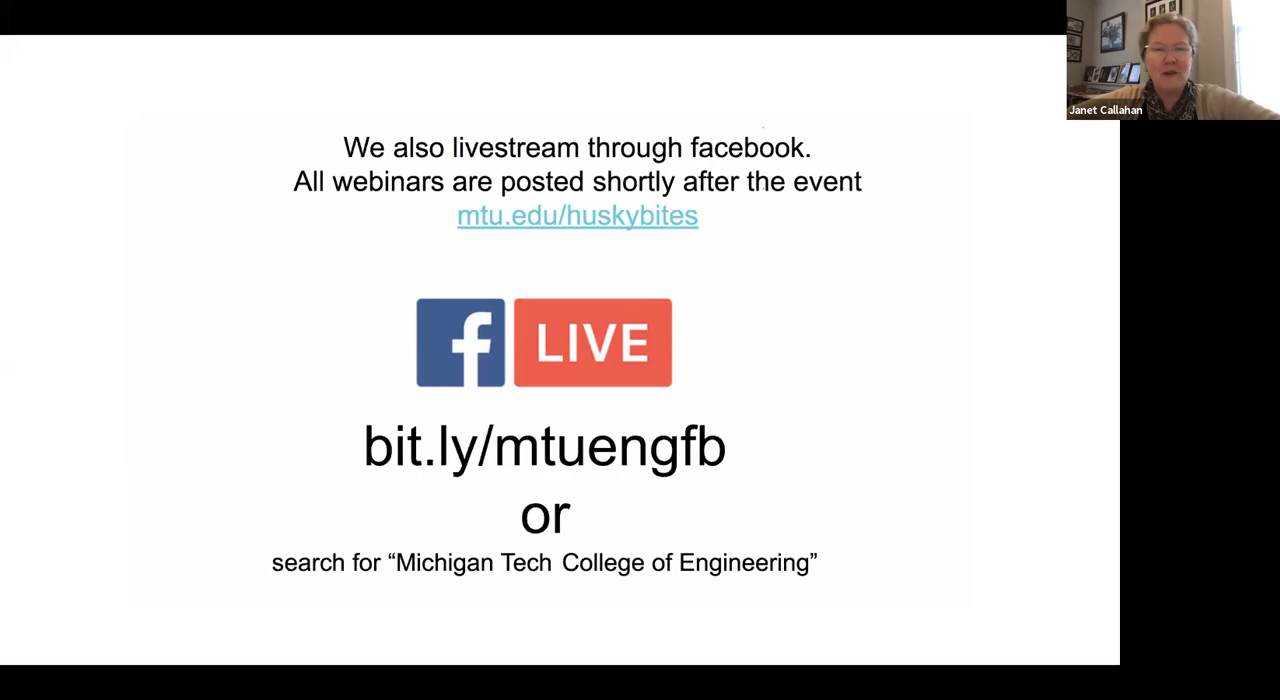 We also livestream through facebook.
All webinars are posted shortly after the event
mtu.edu/huskybites
f LIVE
bit.ly/mtuengfb
or
search for “Michigan Tech College of Engineering”
Janet Callahan